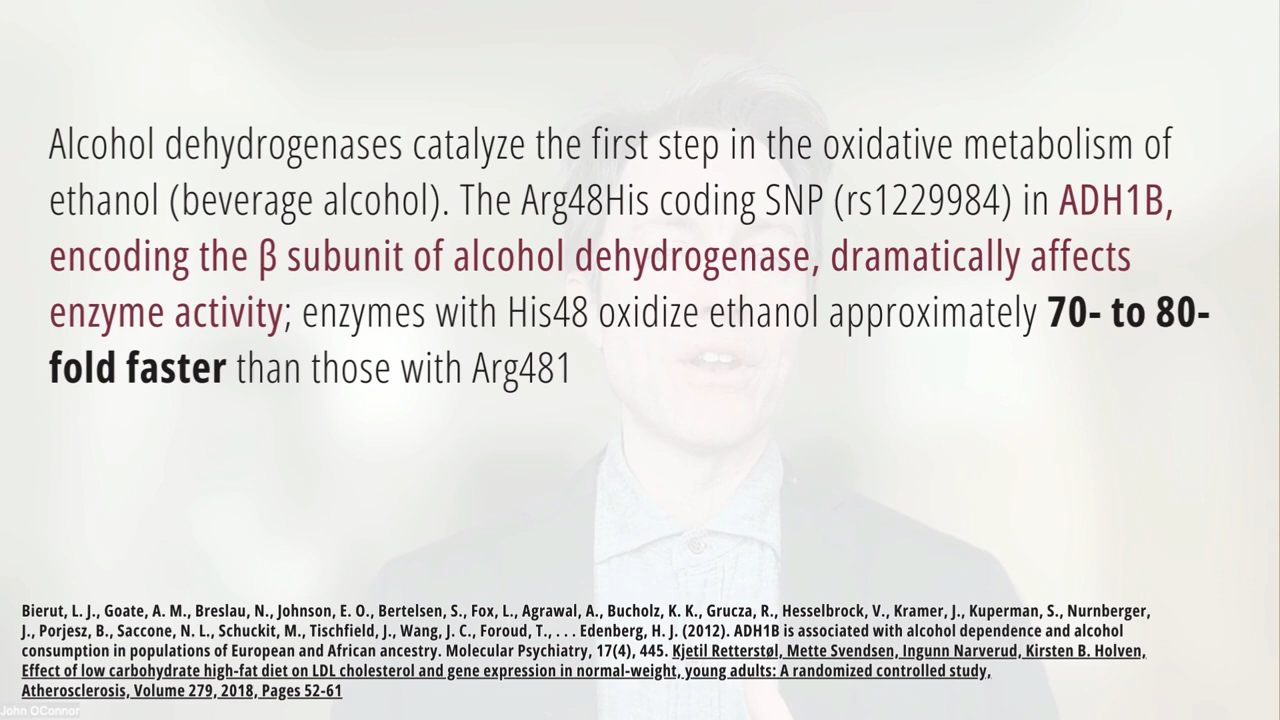 Alcohol dehydrogenases catalyze the first step in the oxidative metabolism of
ethanol (beverage alcohol). The Arg48His coding SNP (rs1229984) in ADH1B,
encoding the β subunit of alcohol dehydrogenase, dramatically affects
enzyme activity; enzymes with His48 oxidize ethanol approximately 70- to 80-
fold faster than those with Arg481
Bierut, L. J., Goate, A. M., Breslau, N., Johnson, E. O., Bertelsen, S., Fox, L., Agrawal, A., Bucholz, K. K., Grucza, R., Hesselbrock, V., Kramer, J., Kuperman, S., Nurnberger,
J., Porjesz, B., Saccone, N. L., Schuckit, M., Tischfield, J., Wang, J. C., Foroud, T., . . . Edenberg, H. J. (2012). ADH1B is associated with alcohol dependence and alcohol
consumption in populations of European and African ancestry. Molecular Psychiatry, 17(4), 445. Kjetil Retterstøl, Mette Svendsen, Ingunn Narverud, Kirsten B. Holven,
Effect of low carbohydrate high-fat diet on LDL cholesterol and gene expression in normal-weight, young adults: A randomized controlled study,
Atherosclerosis, Volume 279, 2018, Pages 52-61
John OConnor